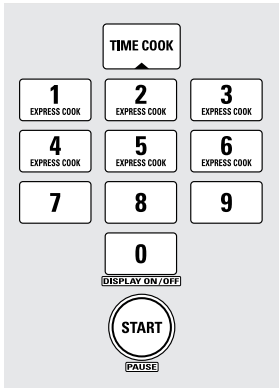 TIME COOK
1 2 3
EXPRESS COOK EXPRESS COOK EXPRESS COOK
4 5 6
EXPRESS COOK EXPRESS COOK EXPRESS COOK
7 8 9
0
DISPLAY ON/OFF
START
PAUSE